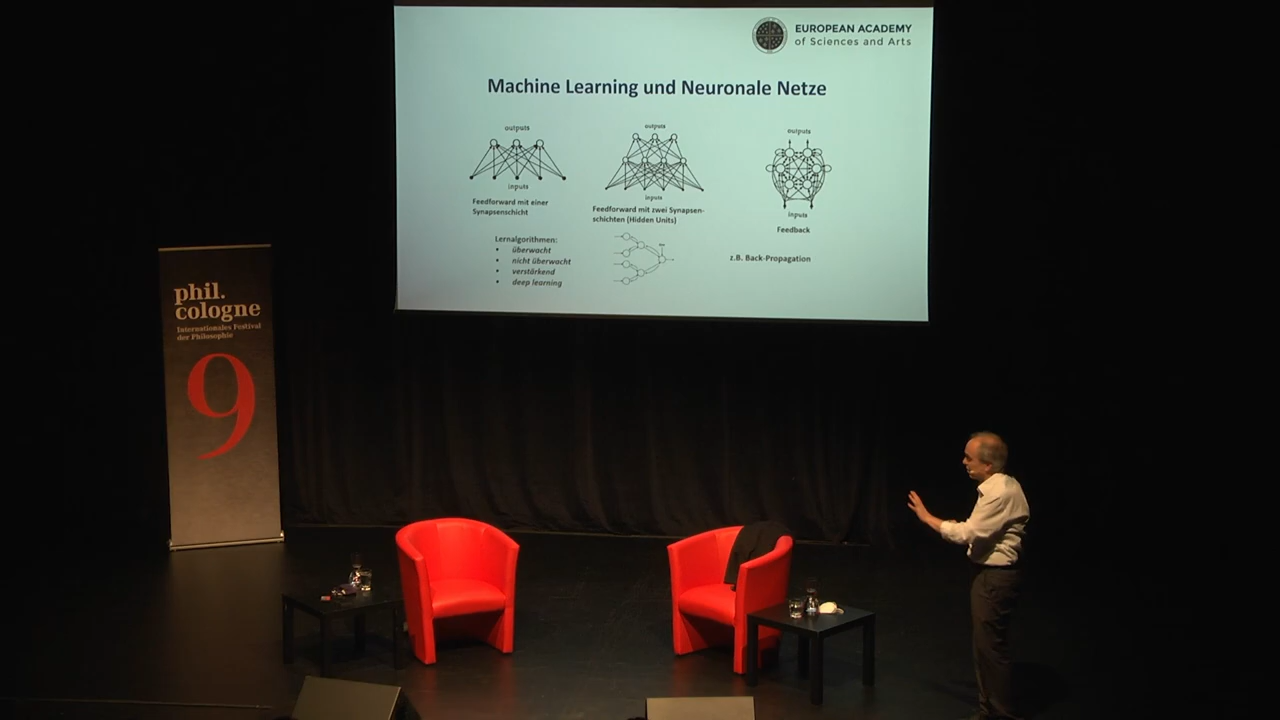 EUROPEAN ACADEMY
of Sciences and Arts
Machine Learning und Neuronale Netze
outputs
inputs
Feedforward mit einer
Synapsenschicht
outputs
inputs
Feedforward mit zwei Synapsen-
schichten (Hidden Units)
outputs
inputs
Feedback
Lernalgorithmen:
• überwacht
• nicht überwacht
• verstärkend
• deep learning
z.B. Back-Propagation
phil.
cologne
Internationales Festival
der Philosophie
9